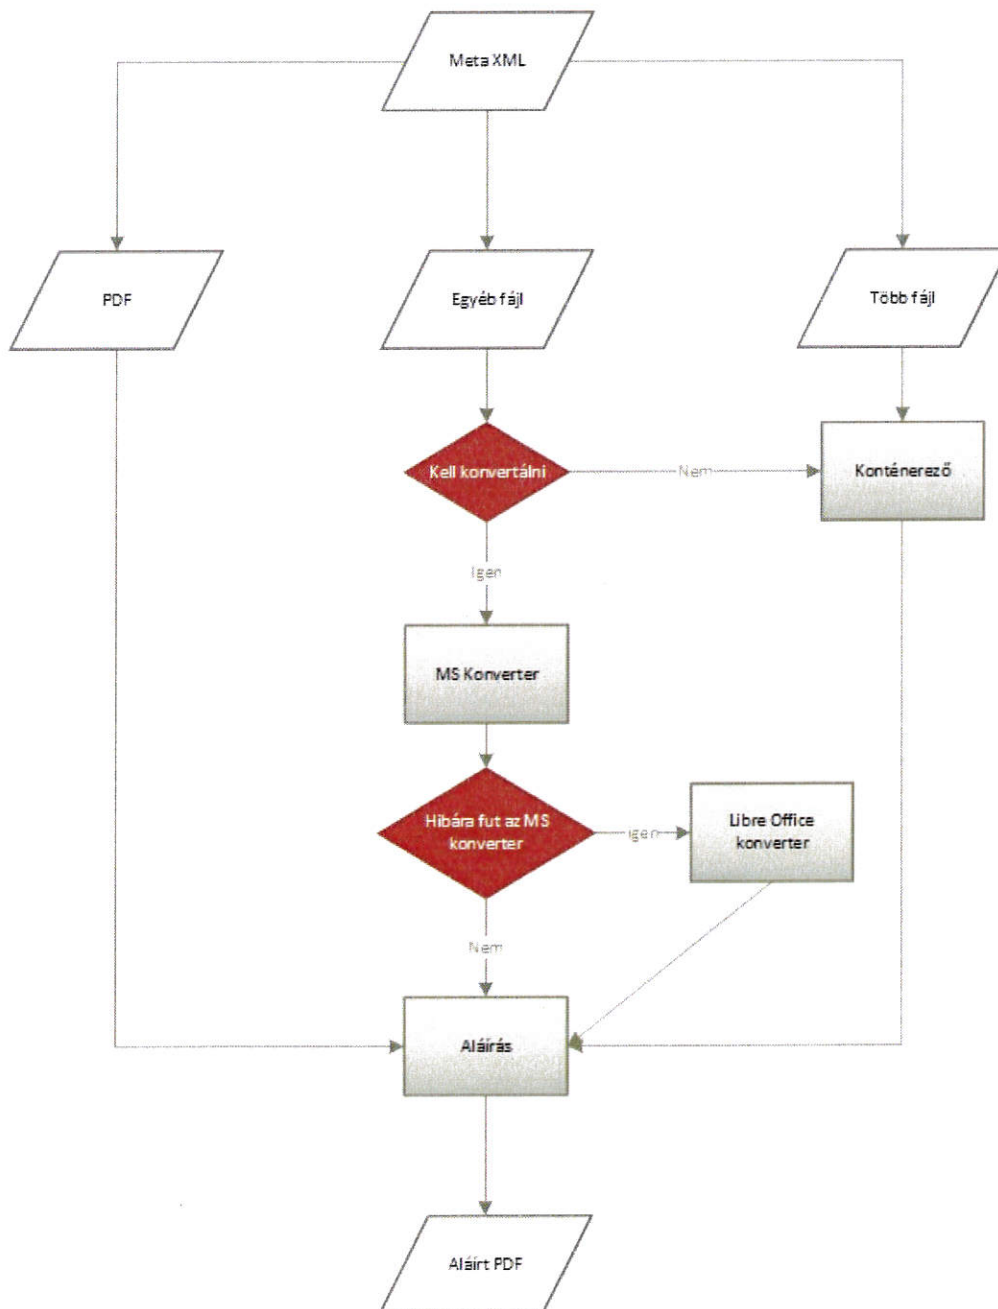 Meta XML
PDF
Egyéb fájl
Több fájl
Kell konvertálni
Nem
Konténerező
Igen
MS Konverter
Hibára fut az MS
konverter
Igen
Libre Office
konverter
Nem
Aláírás
Aláírt PDF